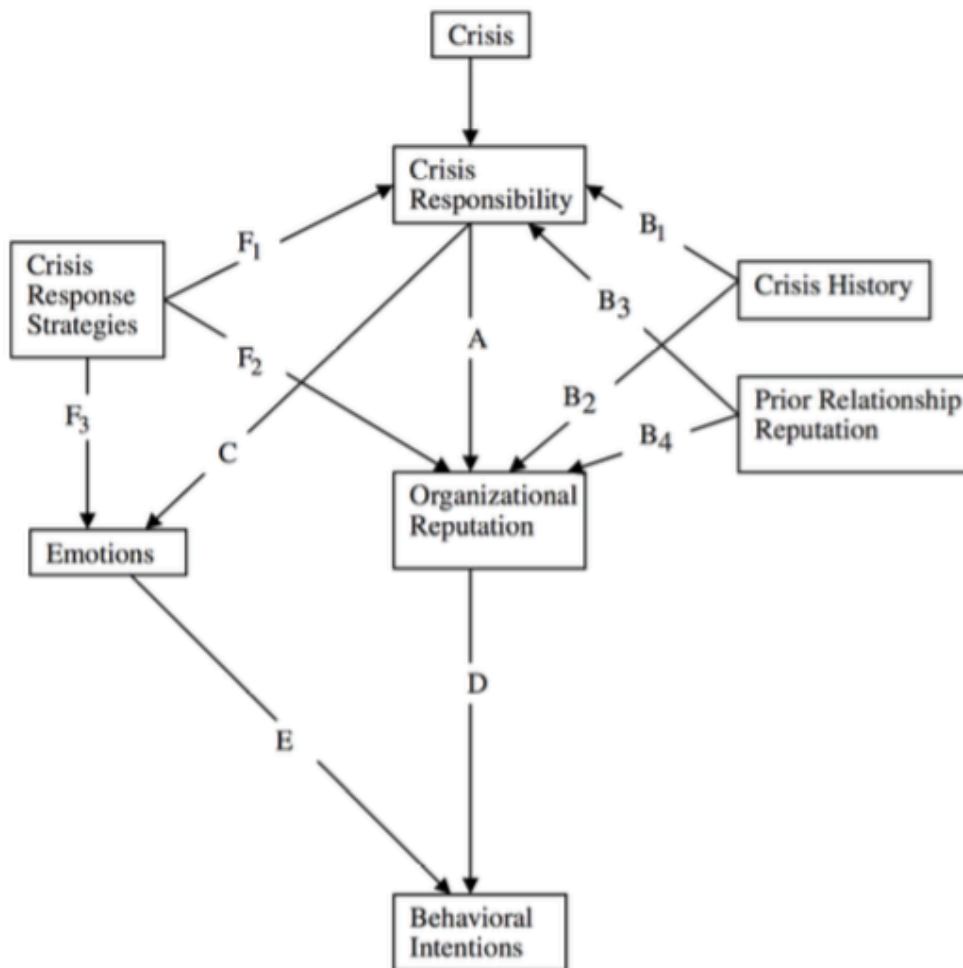 Crisis
Crisis
Responsibility
F1
B1
Crisis
Response
Strategies
Crisis History
B3
F2
A
F3
B2
Prior Relationship
Reputation
B4
C
Organizational
Reputation
Emotions
D
E
Behavioral
Intentions